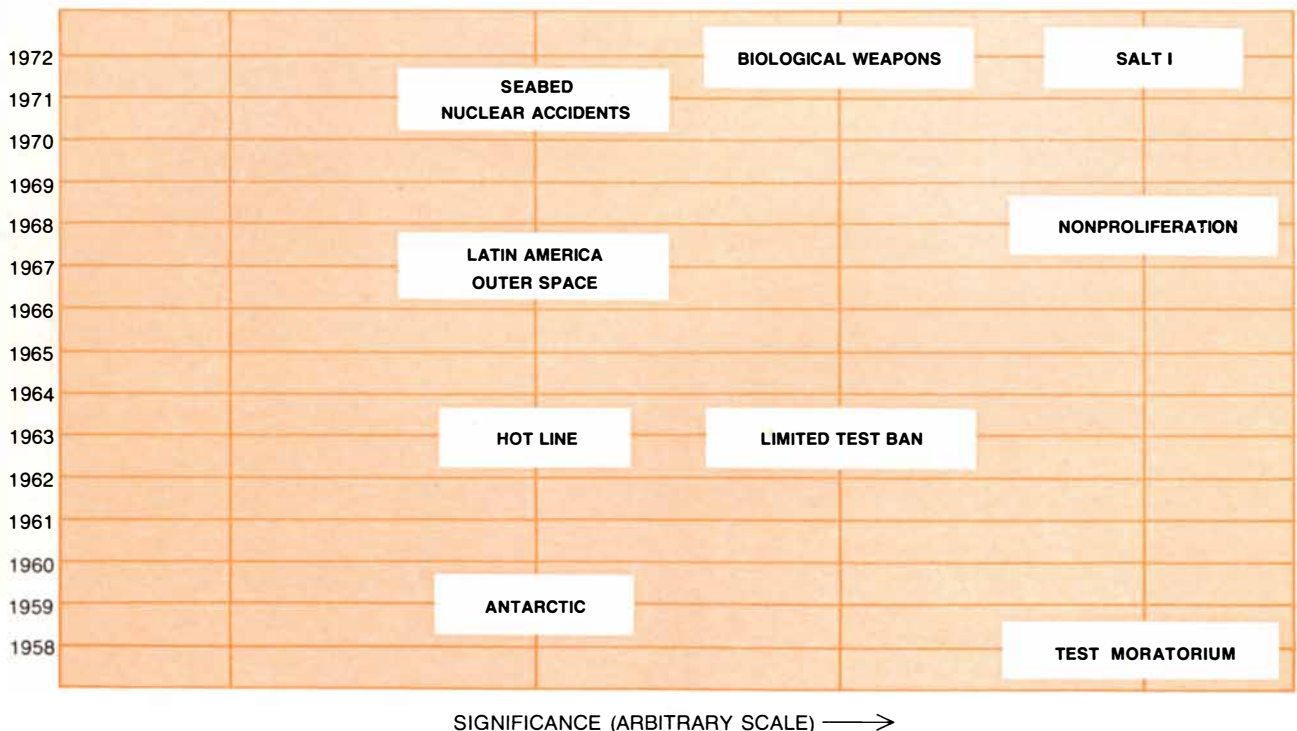 1972
BIOLOGICAL WEAPONS
SALT I
1971
SEABED
NUCLEAR ACCIDENTS
1970
1969
1968
NONPROLIFERATION
1967
LATIN AMERICA
OUTER SPACE
1966
1965
1964
1963
HOT LINE
LIMITED TEST BAN
1962
1961
1960
1959
ANTARCTIC
1958
TEST MORATORIUM
SIGNIFICANCE (ARBITRARY SCALE) ⟶